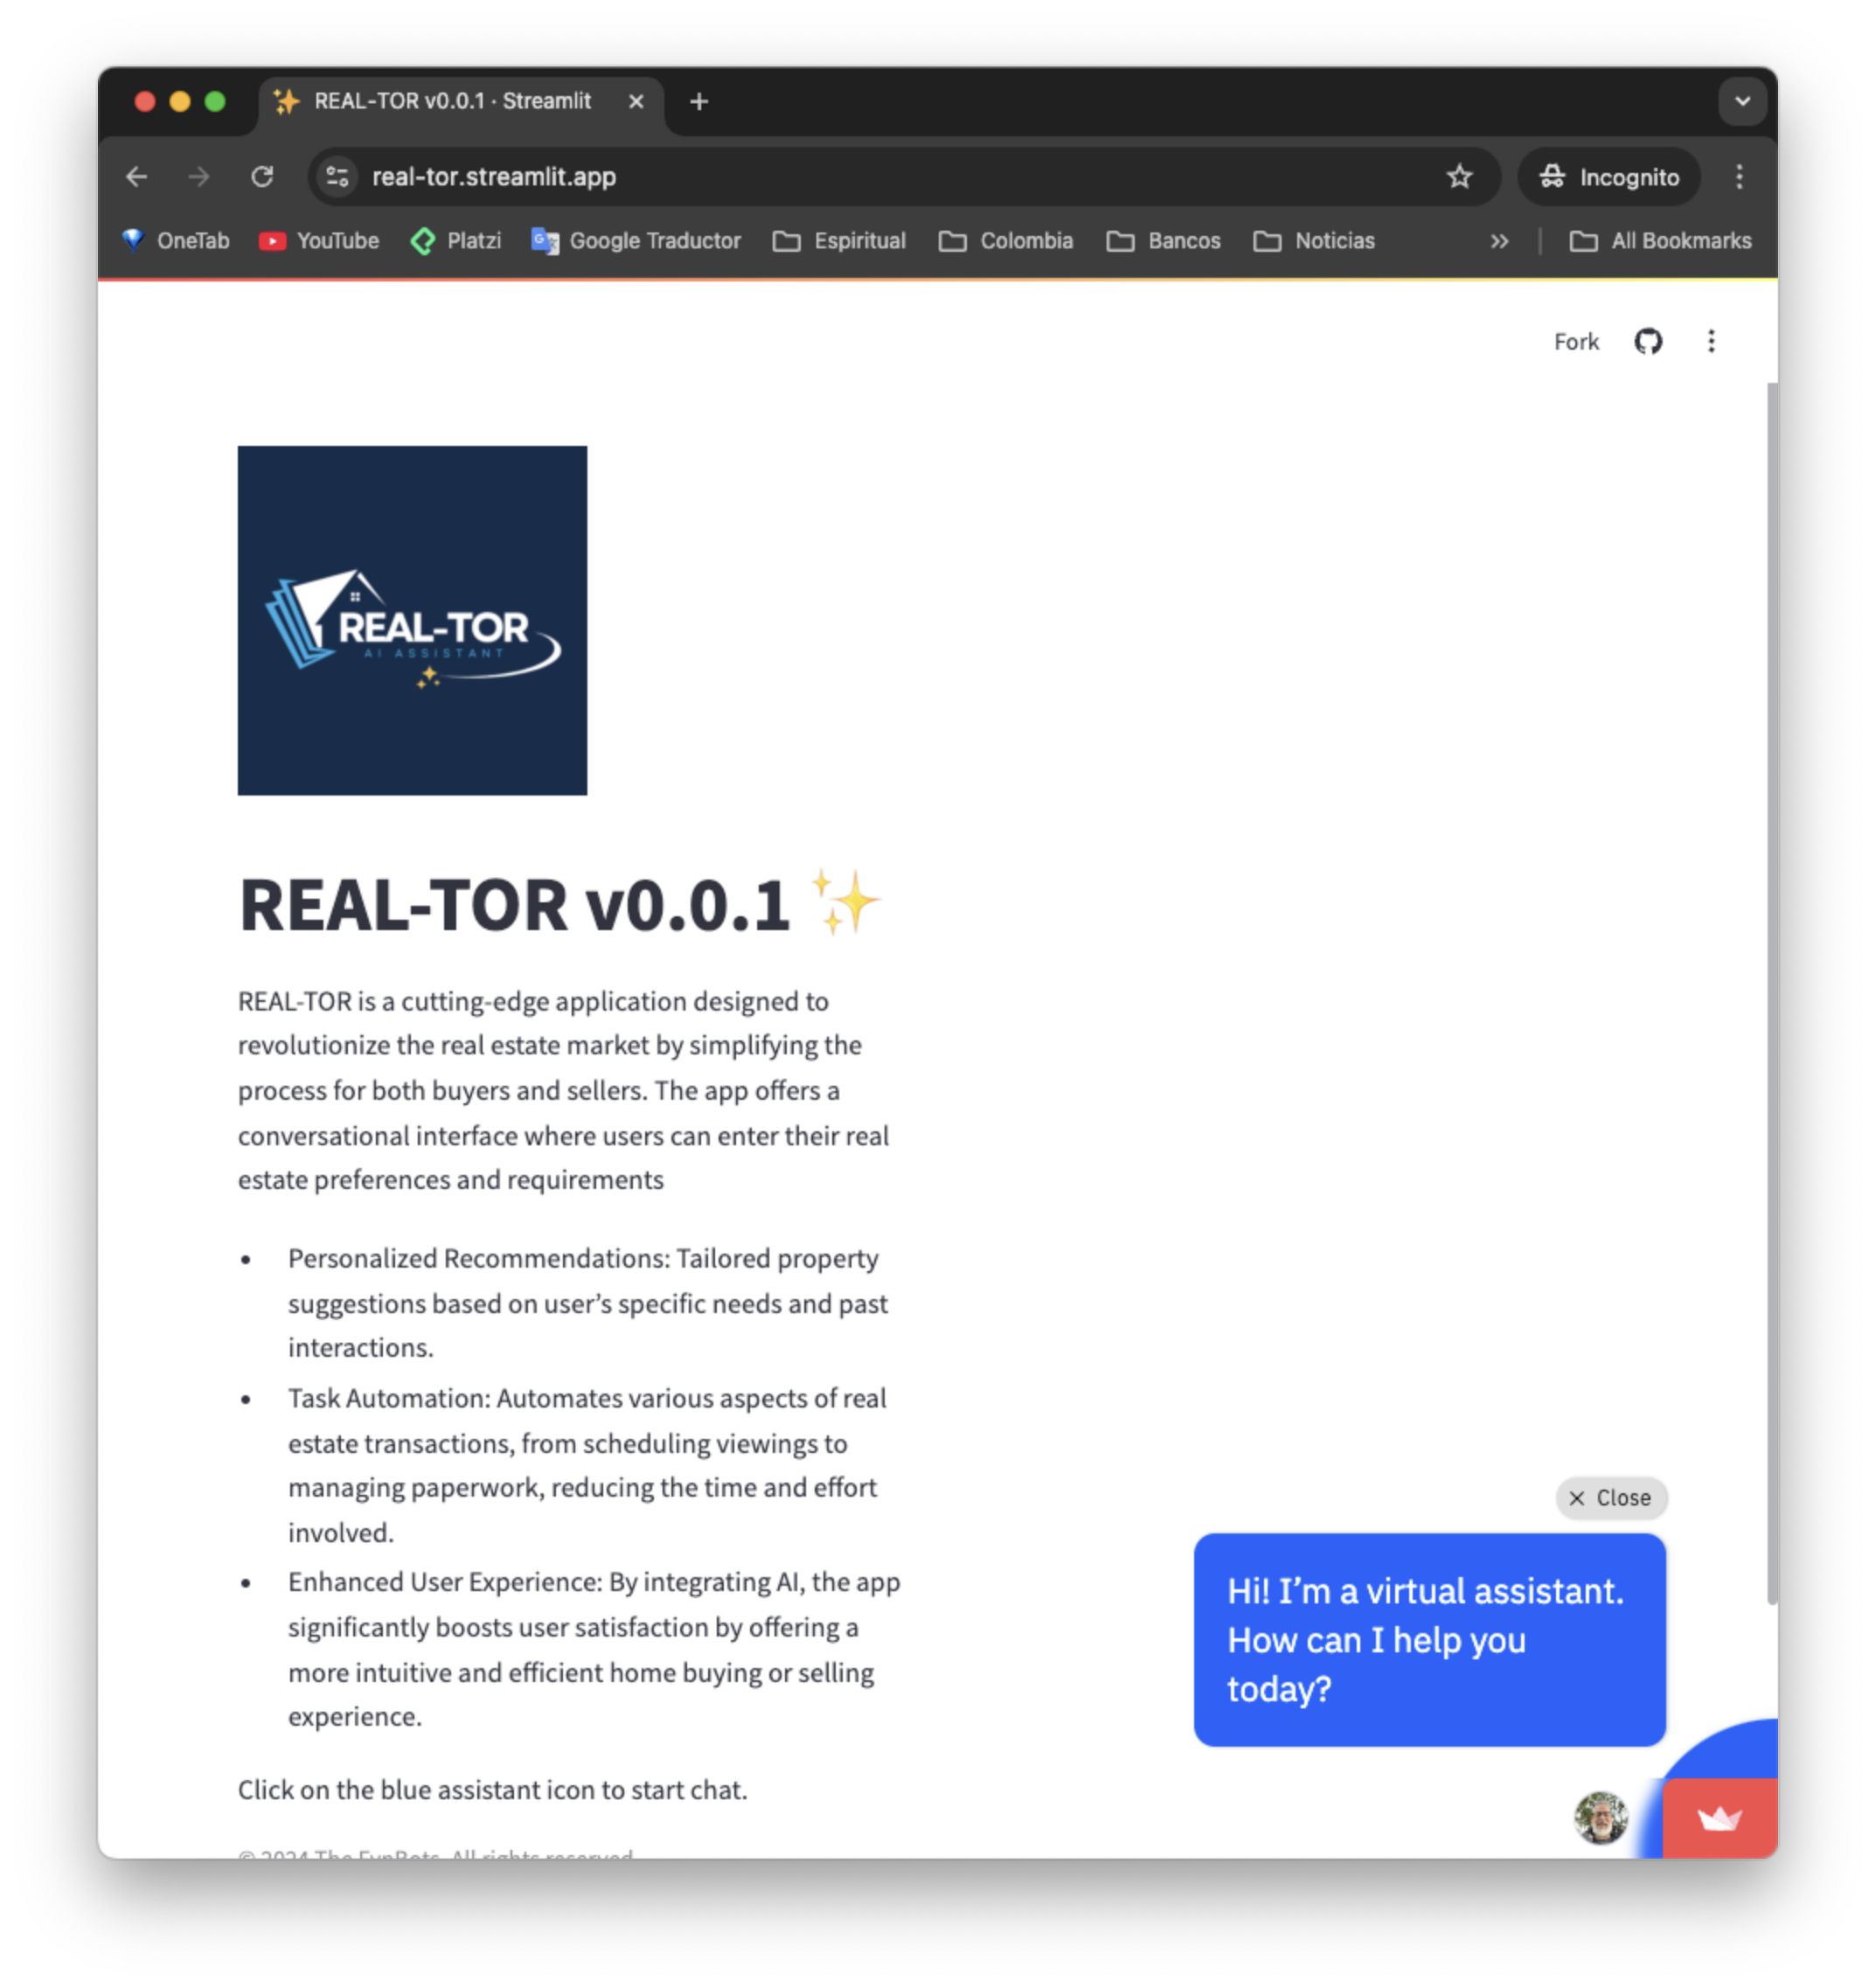 REAL-TOR v0.0.1 · Streamlit
real-tor.streamlit.app
Incognito
OneTab YouTube Platzi Google Traductor Espiritual Colombia Bancos Noticias All Bookmarks
Fork
REAL-TOR
AI ASSISTANT
REAL-TOR v0.0.1
REAL-TOR is a cutting-edge application designed to
revolutionize the real estate market by simplifying the
process for both buyers and sellers. The app offers a
conversational interface where users can enter their real
estate preferences and requirements
• Personalized Recommendations: Tailored property
suggestions based on user’s specific needs and past
interactions.
• Task Automation: Automates various aspects of real
estate transactions, from scheduling viewings to
managing paperwork, reducing the time and effort
involved.
• Enhanced User Experience: By integrating AI, the app
significantly boosts user satisfaction by offering a
more intuitive and efficient home buying or selling
experience.
Click on the blue assistant icon to start chat.
© 2024 The EvnBots. All rights reserved
Close
Hi! I’m a virtual assistant.
How can I help you
today?